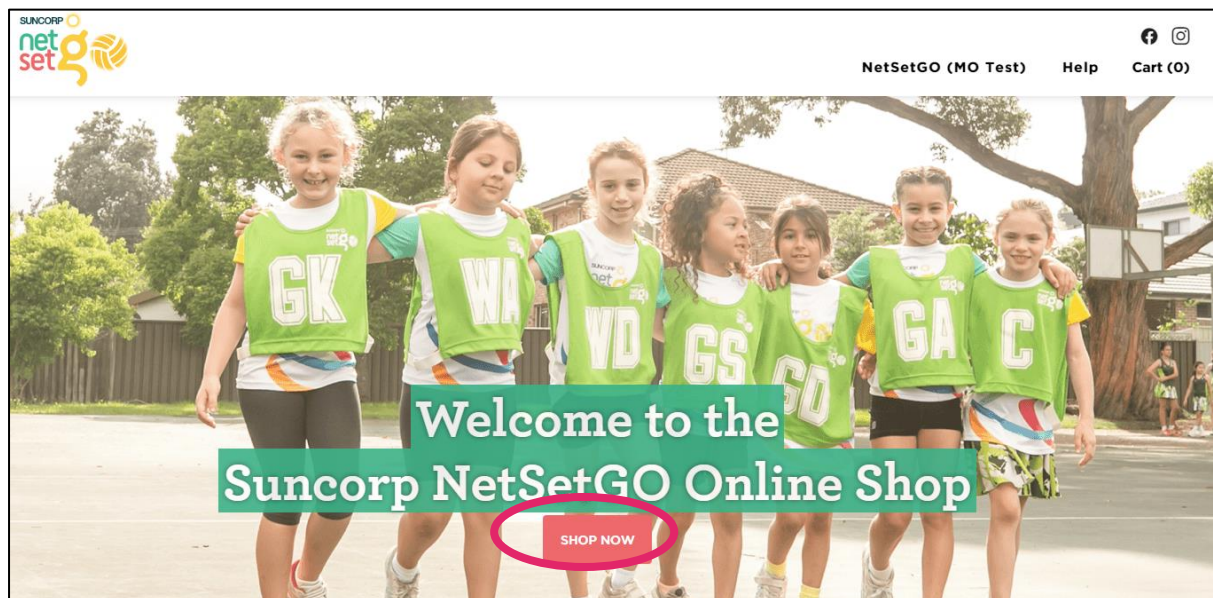 SUNCORP
net
set go
NetSetGO (MO Test) Help Cart (0)
GK WA WD GS GD GA C
Welcome to the
Suncorp NetSetGO Online Shop
SHOP NOW